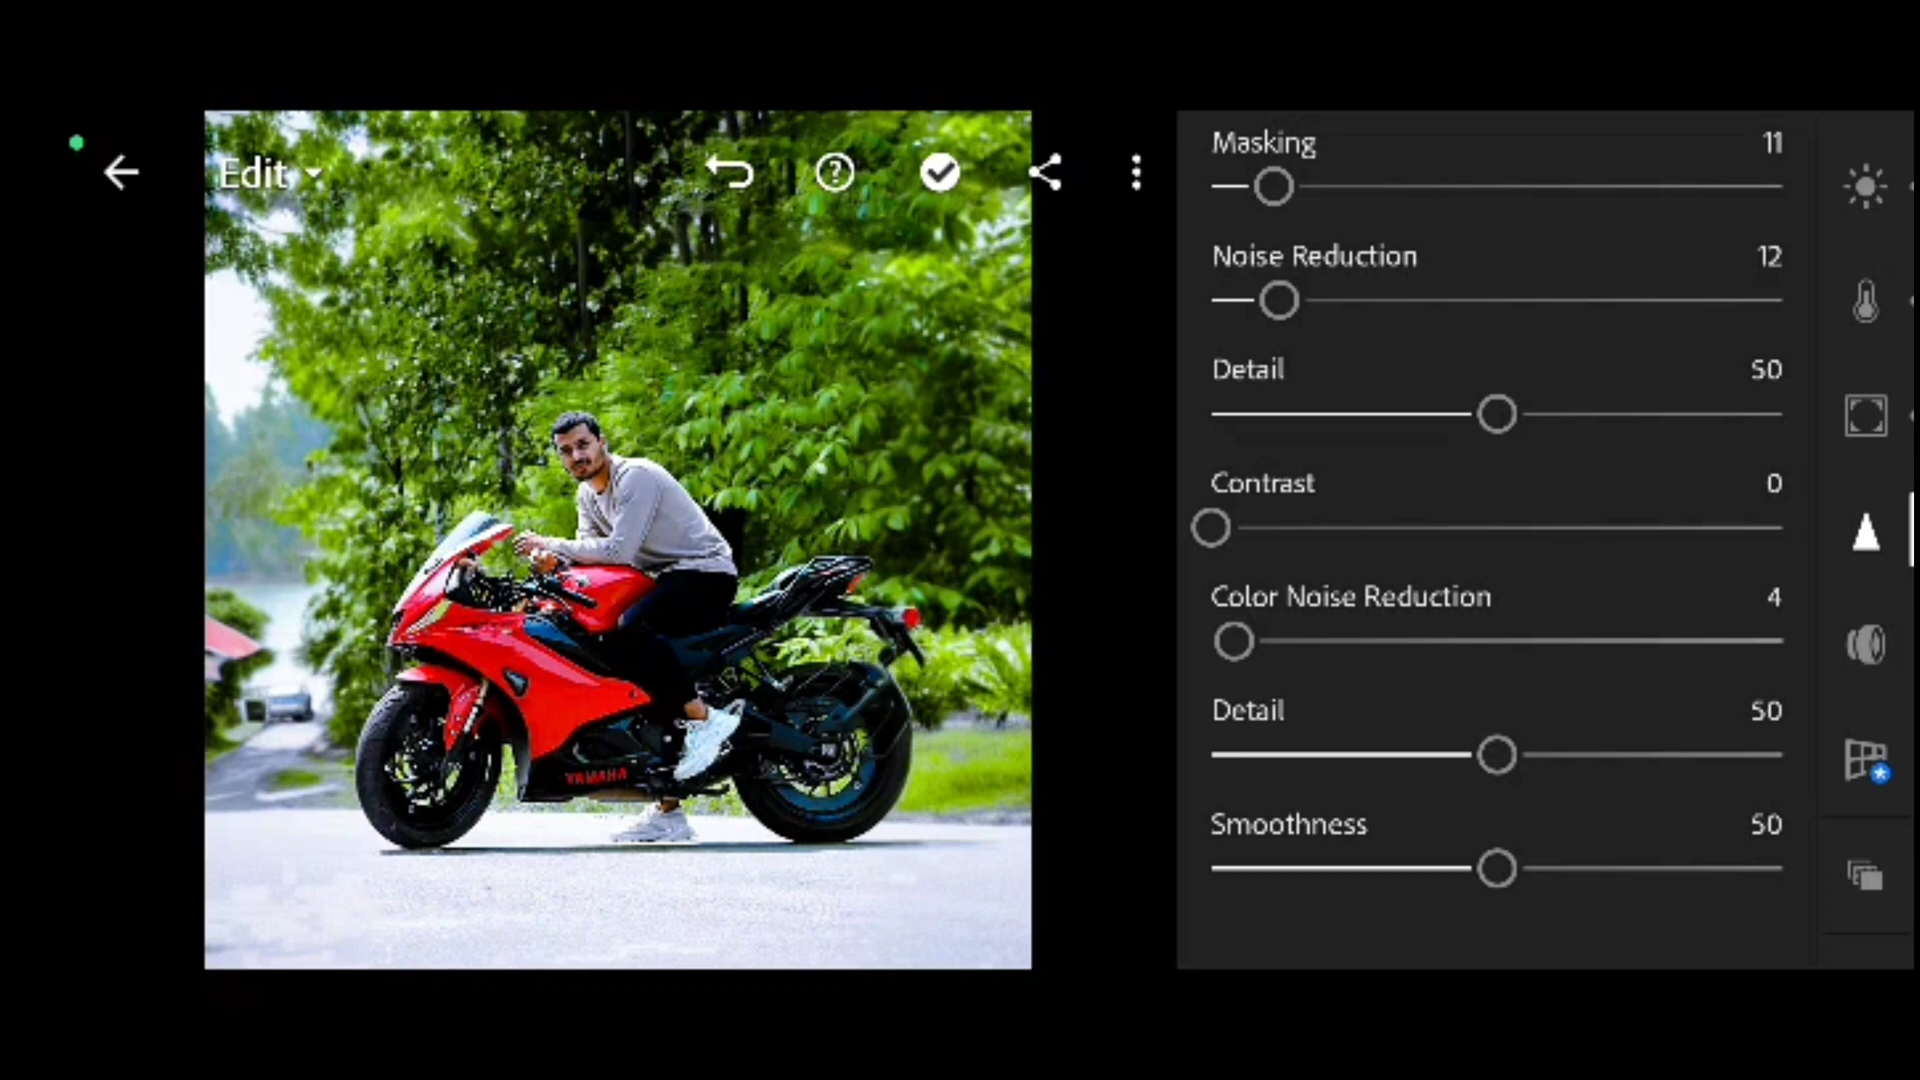 Edit
Masking 11
Noise Reduction 12
Detail 50
Contrast 0
Color Noise Reduction 4
Detail 50
Smoothness 50
YAMAHA